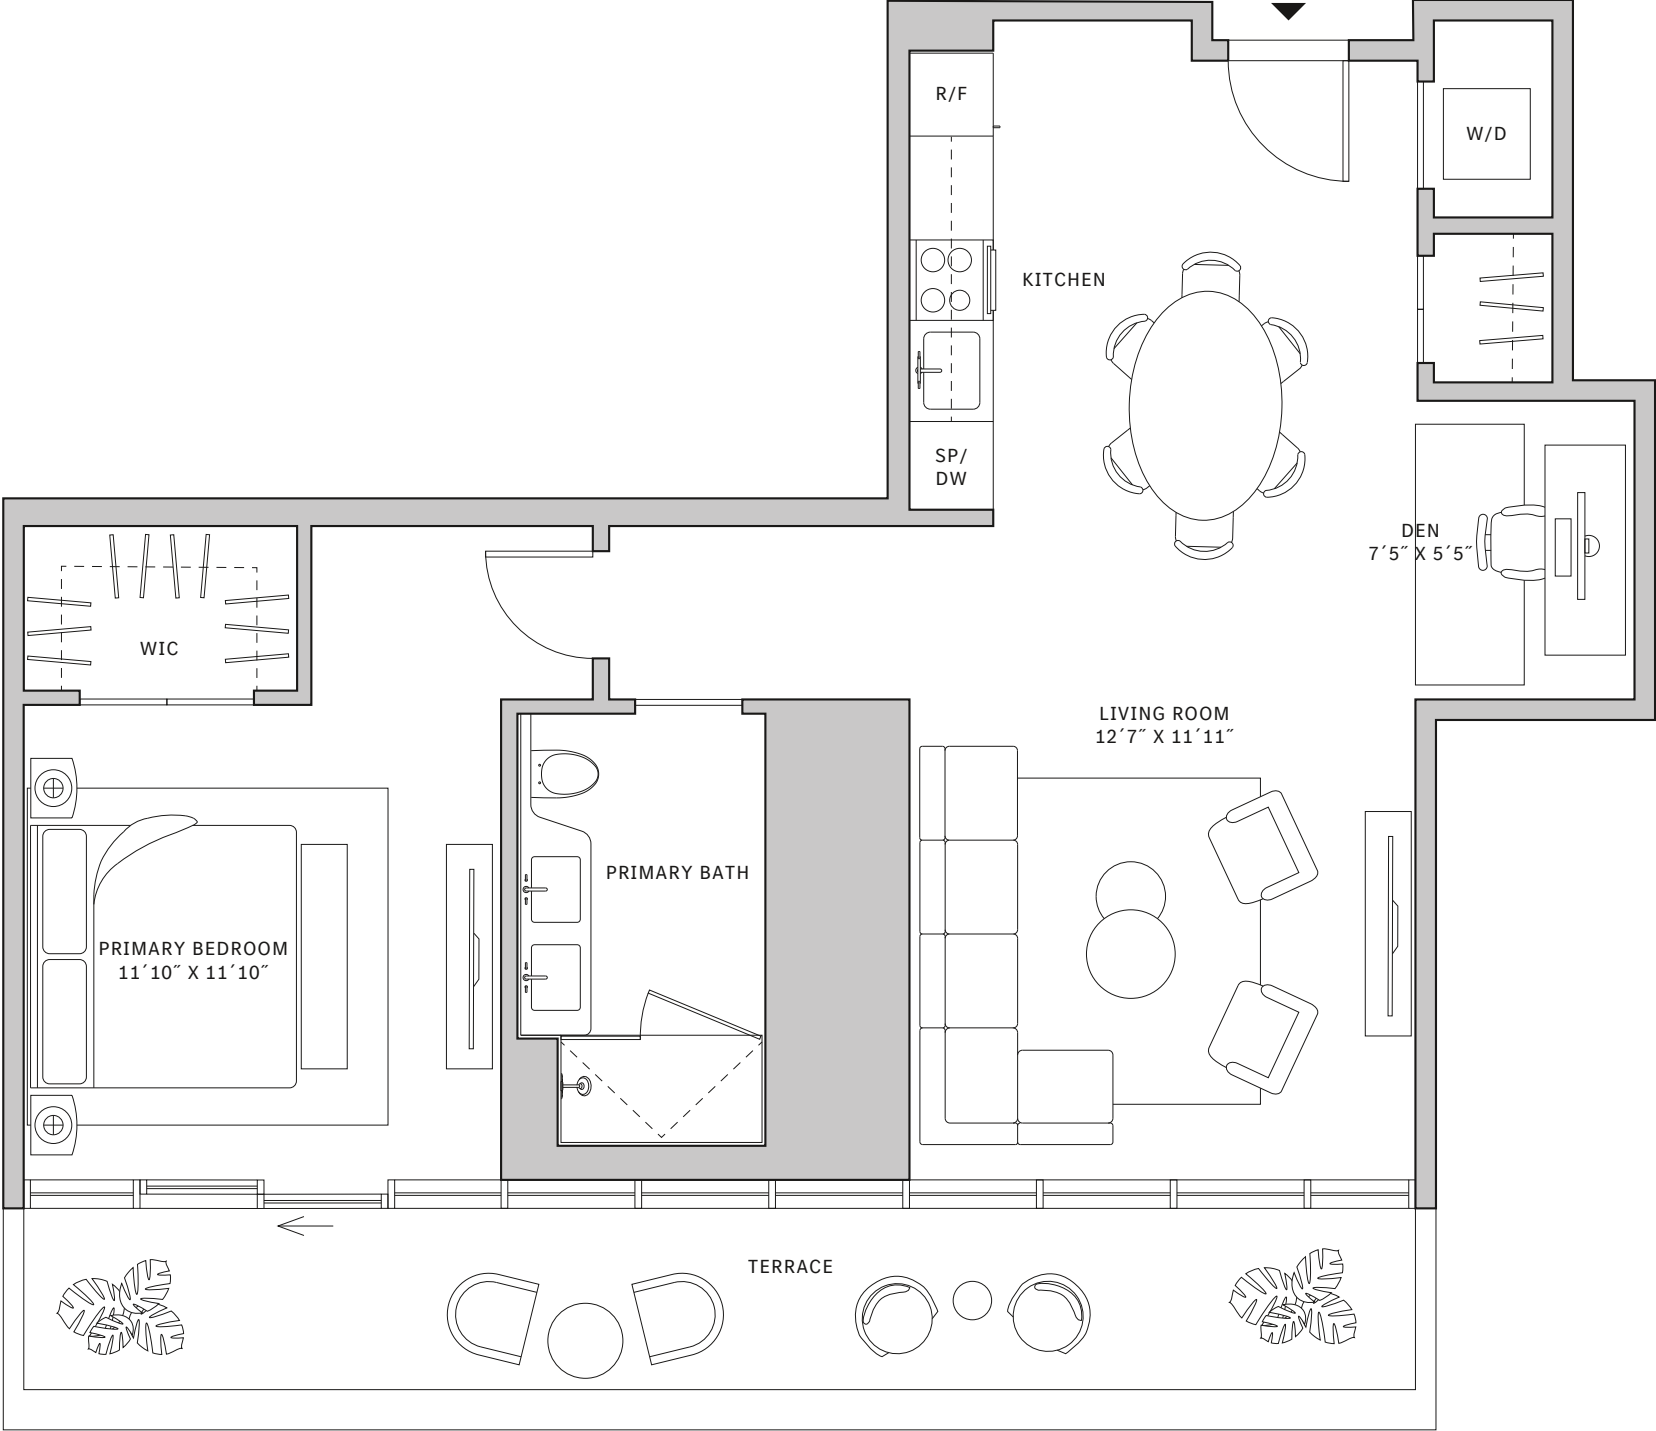 R/F
W/D
KITCHEN
SP/
DW
DEN
7´5˝ X 5´5˝
WIC
LIVING ROOM
12´7˝ X 11´11˝
PRIMARY BATH
PRIMARY BEDROOM
11´10˝ X 11´10˝
TERRACE